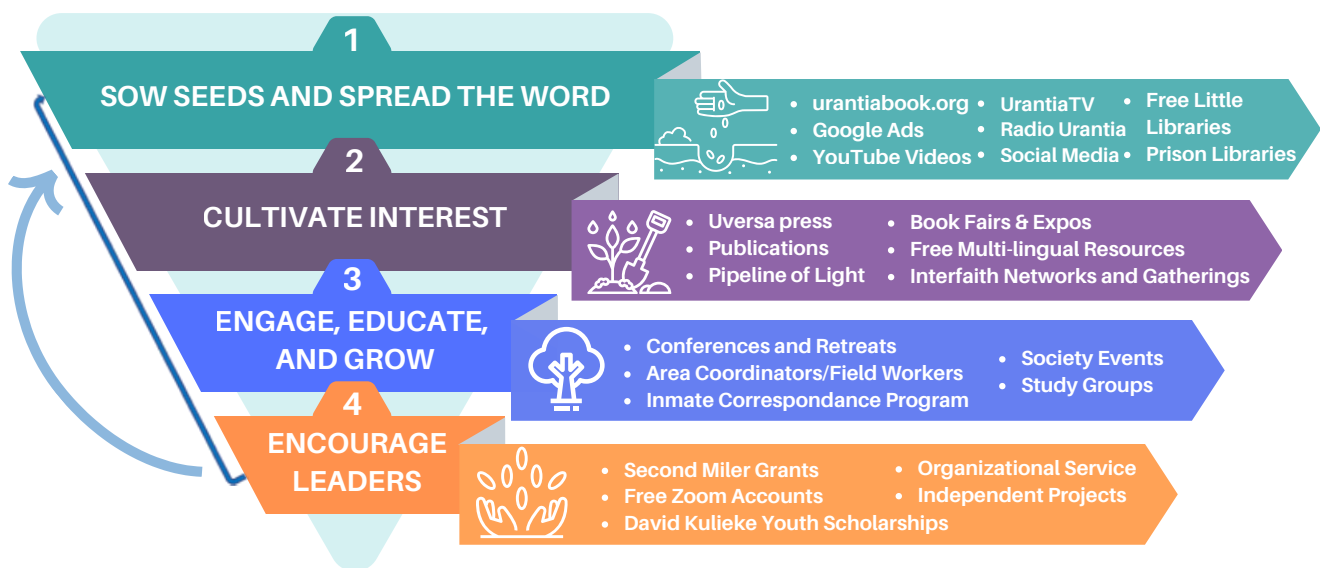 1
SOW SEEDS AND SPREAD THE WORD
• urantiabook.org
• Google Ads
• YouTube Videos
• UrantiaTV
• Radio Urantia
• Social Media
• Free Little
Libraries
• Prison Libraries
2
CULTIVATE INTEREST
• Uversa press
• Publications
• Pipeline of Light
• Book Fairs & Expos
• Free Multi-lingual Resources
• Interfaith Networks and Gatherings
3
ENGAGE, EDUCATE,
AND GROW
• Conferences and Retreats
• Area Coordinators/Field Workers
• Inmate Correspondance Program
• Society Events
• Study Groups
4
ENCOURAGE
LEADERS
• Second Miler Grants
• Free Zoom Accounts
• David Kulieke Youth Scholarships
• Organizational Service
• Independent Projects